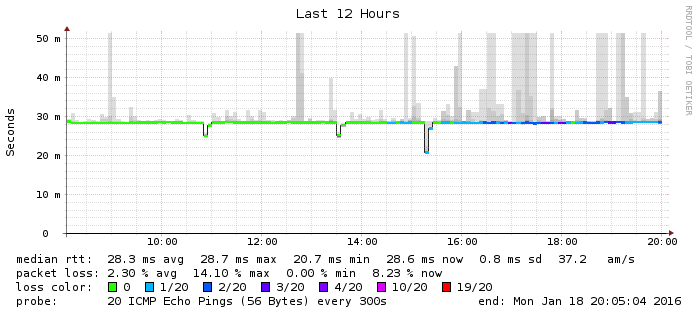 Last 12 Hours
RRDTOOL / TOBI OETIKER
50 m
40 m
30 m
20 m
10 m
0
Seconds
10:00 12:00 14:00 16:00 18:00 20:00
median rtt: 28.3 ms avg 28.7 ms max 20.7 ms min 28.6 ms now 0.8 ms sd 37.2 am/s
packet loss: 2.30 % avg 14.10 % max 0.00 % min 8.23 % now
loss color: 0 1/20 2/20 3/20 4/20 10/20 19/20
probe: 20 ICMP Echo Pings (56 Bytes) every 300s end: Mon Jan 18 20:05:04 2016